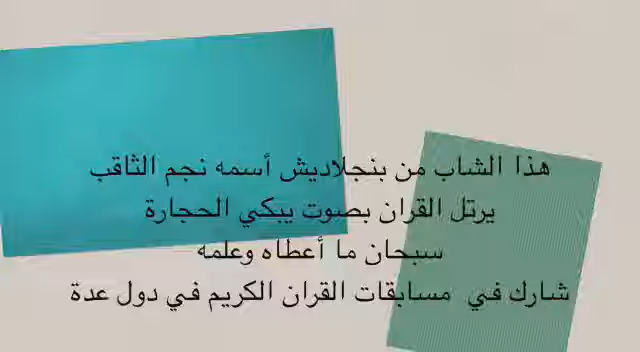 هذا الشاب من بنجلاديش أسمه نجم الثاقب
يرتل القران بصوت يبكي الحجارة
سبحان ما أعطاه وعلمه
شارك في مسابقات القران الكريم في دول عدة